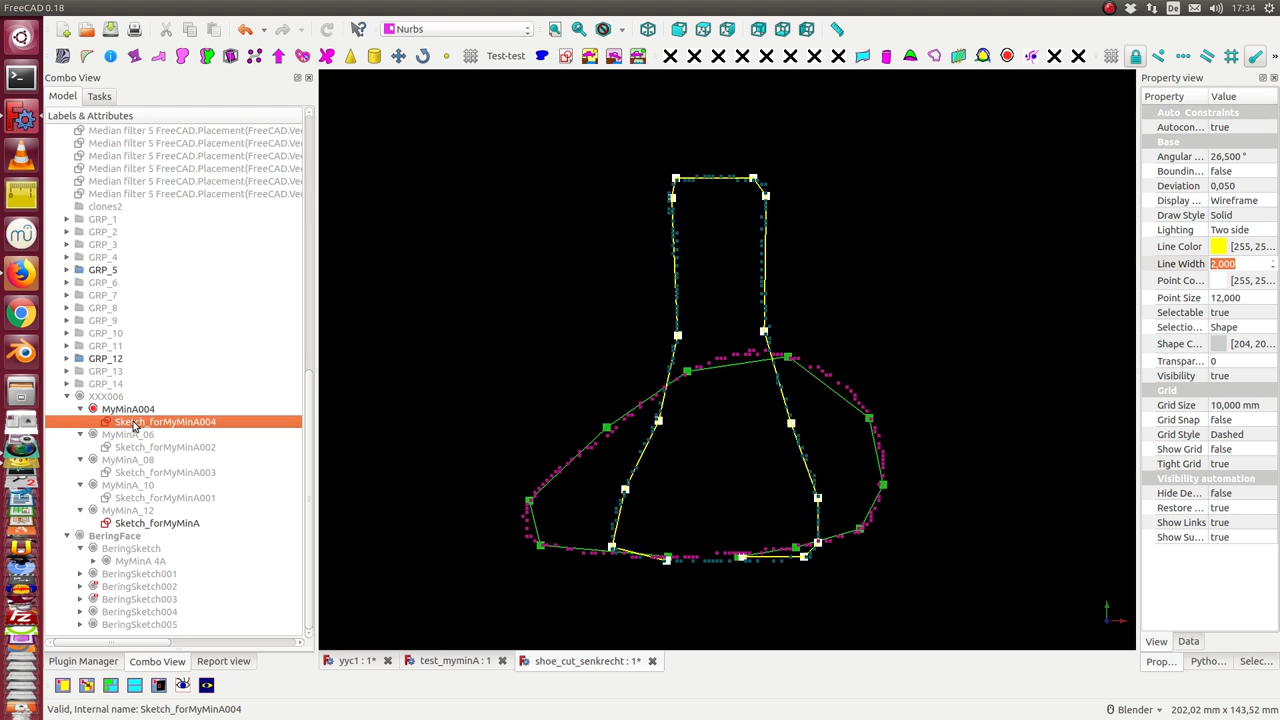 FreeCAD 0.18
De
17:34
Nurbs
Test-test
Combo View
Model
Tasks
Labels & Attributes
Median filter 5 FreeCAD.Placement(FreeCAD.Ve
Median filter 5 FreeCAD.Placement(FreeCAD.Ve
Median filter 5 FreeCAD.Placement(FreeCAD.Ve
Median filter 5 FreeCAD.Placement(FreeCAD.Ve
Median filter 5 FreeCAD.Placement(FreeCAD.Ve
Median filter 5 FreeCAD.Placement(FreeCAD.Ve
clones2
GRP_1
GRP_2
GRP_3
GRP_4
GRP_5
GRP_6
GRP_7
GRP_8
GRP_9
GRP_10
GRP_11
GRP_12
GRP_13
GRP_14
XXX006
MyMinA004
Sketch_forMyMinA004
MyMinA_06
Sketch_forMyMinA002
MyMinA_08
Sketch_forMyMinA003
MyMinA_10
Sketch_forMyMinA001
MyMinA_12
Sketch_forMyMinA
BeringFace
BeringSketch
MyMinA 4A
BeringSketch001
BeringSketch002
BeringSketch003
BeringSketch004
BeringSketch005
Plugin Manager
Combo View
Report view
yyc1 : 1*
test_myminA : 1
shoe_cut_senkrecht : 1*
Property view
Property
Value
Auto Constraints
Autocon... true
Base
Angular ... 26,500 °
Boundin... false
Deviation 0,050
Display ... Wireframe
Draw Style Solid
Lighting Two side
Line Color [255, 25...
Line Width 2,000
Point Co... [255, 25...
Point Size 12,000
Selectable true
Selectio... Shape
Shape C... [204, 20...
Transpar... 0
Visibility true
Grid
Grid Size 10,000 mm
Grid Snap false
Grid Style Dashed
Show Grid false
Tight Grid true
Visibility automation
Hide De... false
Restore ... true
Show Links true
Show Su... true
View
Data
Prop...
Pytho...
Selec...
Valid, Internal name: Sketch_forMyMinA004
Blender
202,02 mm x 143,52 mm